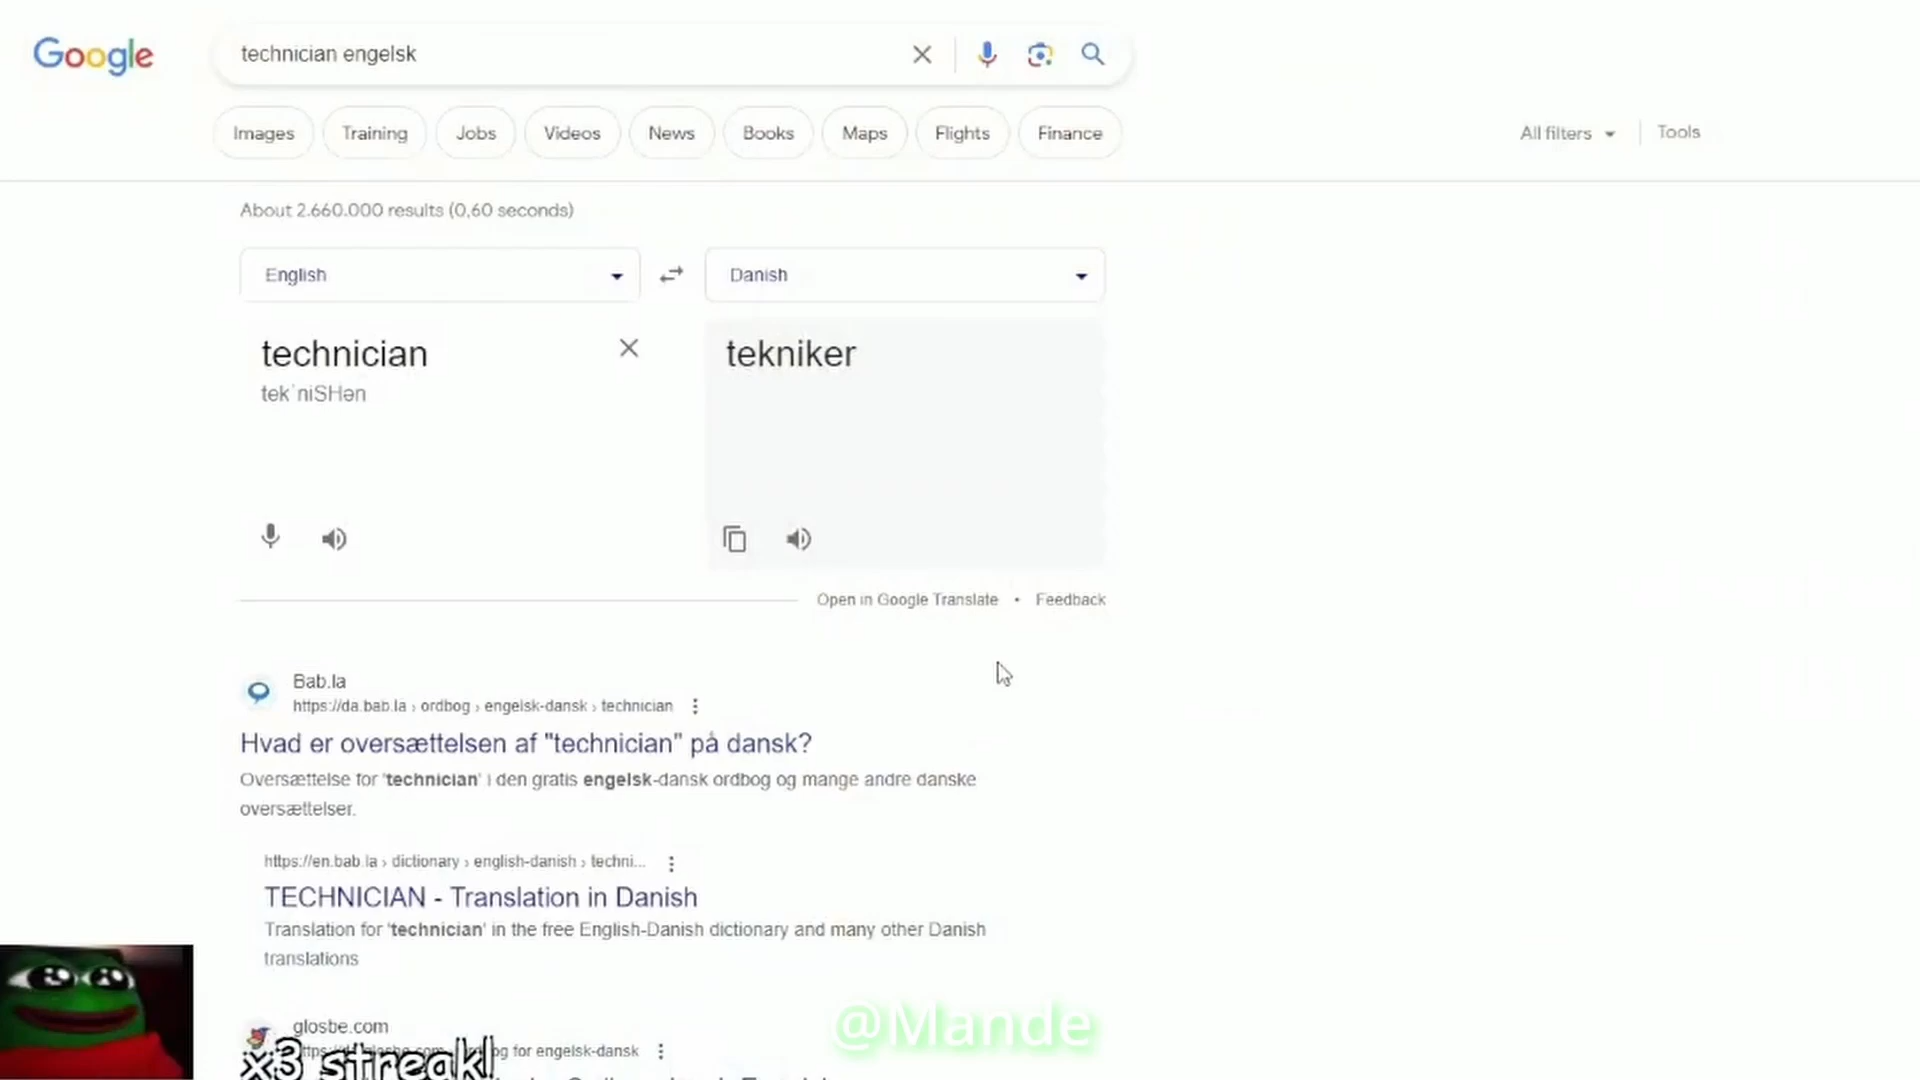 Google
technician engelsk
Images Training Jobs Videos News Books Maps Flights Finance
All filters Tools
About 2.660.000 results (0,60 seconds)
English Danish
technician tekniker
tekˈniSHən
Open in Google Translate • Feedback
Bab.la
https://da.bab.la › ordbog › engelsk-dansk › technician
Hvad er oversættelsen af "technician" på dansk?
Oversættelse for 'technician' i den gratis engelsk-dansk ordbog og mange andre danske
oversættelser.
https://en.bab.la › dictionary › english-danish › techni...
TECHNICIAN - Translation in Danish
Translation for 'technician' in the free English-Danish dictionary and many other Danish
translations
@Mande
glosbe.com
for engelsk-dansk
x3 streak!